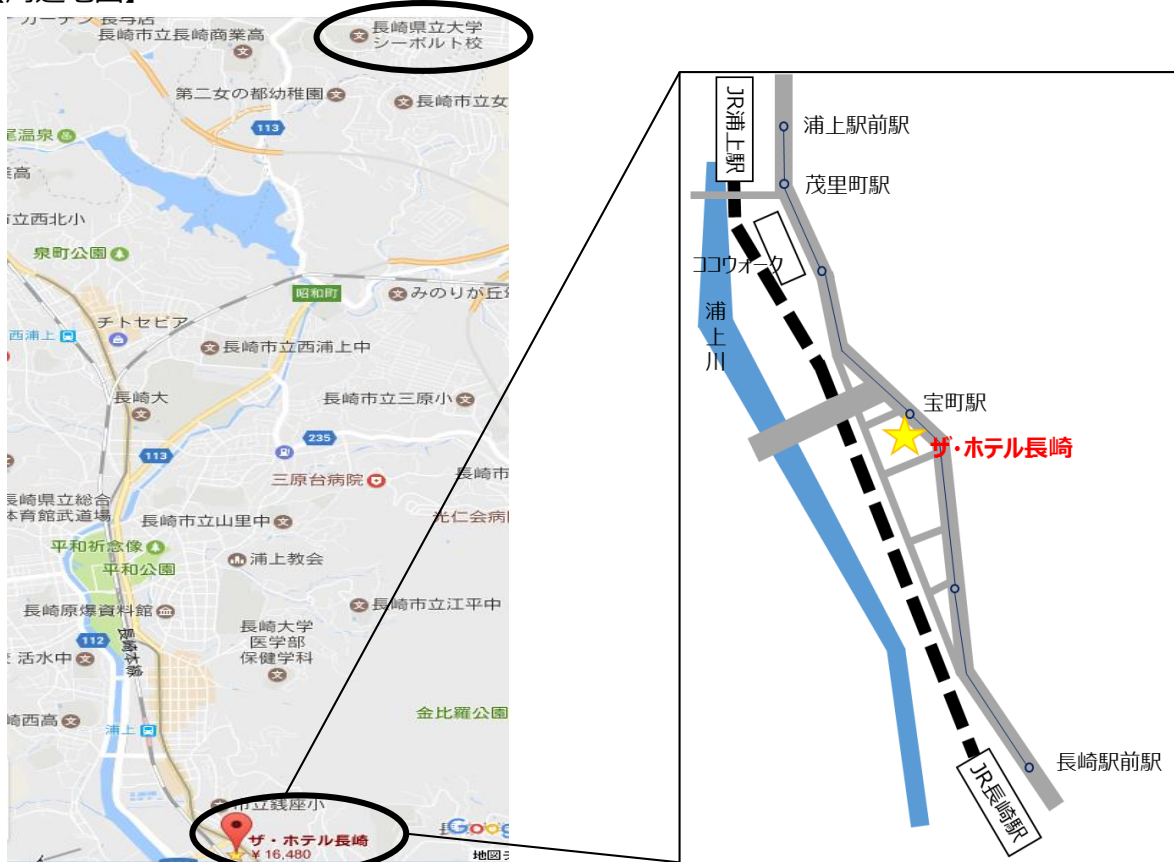 長崎市立長崎商業高
長崎県立大学
シーボルト校
第二女の都幼稚園
長崎市立女
113
尾温泉
市立西北小
泉町公園
昭和町
みのりが丘幼
チトセピア
西浦上
長崎市立西浦上中
長崎大
長崎市立三原小
235
113
三原台病院
長崎市
長崎県立総合
体育館武道場
長崎市立山里中
光仁会病
平和祈念像
平和公園
浦上教会
長崎原爆資料館
長崎市立江平中
長崎大学
医学部
保健学科
112
長崎本線
活水中
金比羅公園
崎西高
浦上
市立銭座小
ザ・ホテル長崎
¥ 16,480
Goog
JR浦上駅
浦上駅前駅
茂里町駅
ココウォーク
浦上川
宝町駅
ザ・ホテル長崎
長崎駅前駅
JR長崎駅